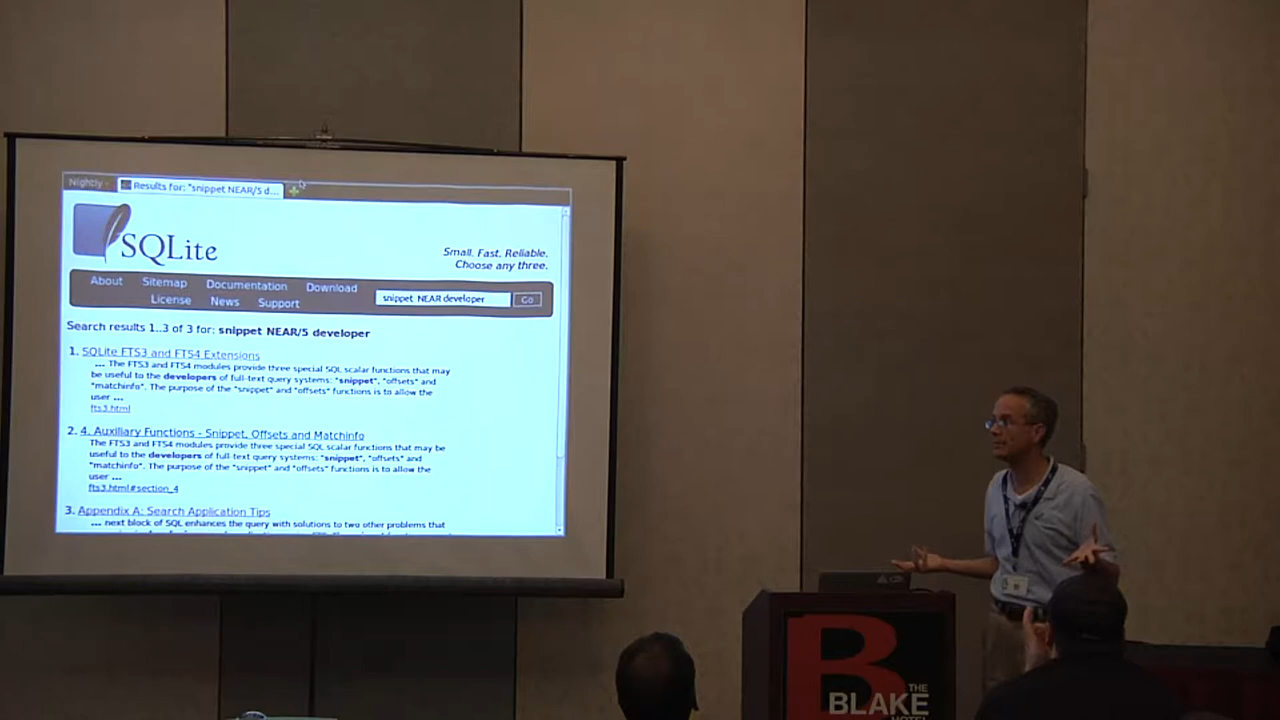 Nightly
Results for: "snippet NEAR/5 d...
SQLite
Small. Fast. Reliable.
Choose any three.
About Sitemap Documentation Download
License News Support
snippet NEAR developer
Go
Search results 1..3 of 3 for: snippet NEAR/5 developer
1. SQLite FTS3 and FTS4 Extensions
... The FTS3 and FTS4 modules provide three special SQL scalar functions that may
be useful to the developers of full-text query systems: "snippet", "offsets" and
"matchinfo". The purpose of the "snippet" and "offsets" functions is to allow the
user ...
fts3.html
2. 4. Auxiliary Functions - Snippet, Offsets and Matchinfo
The FTS3 and FTS4 modules provide three special SQL scalar functions that may be
useful to the developers of full-text query systems: "snippet", "offsets" and
"matchinfo". The purpose of the "snippet" and "offsets" functions is to allow the
user ...
fts3.html#section_4
3. Appendix A: Search Application Tips
... next block of SQL enhances the query with solutions to two other problems that
B
THE
BLAKE
HOTEL